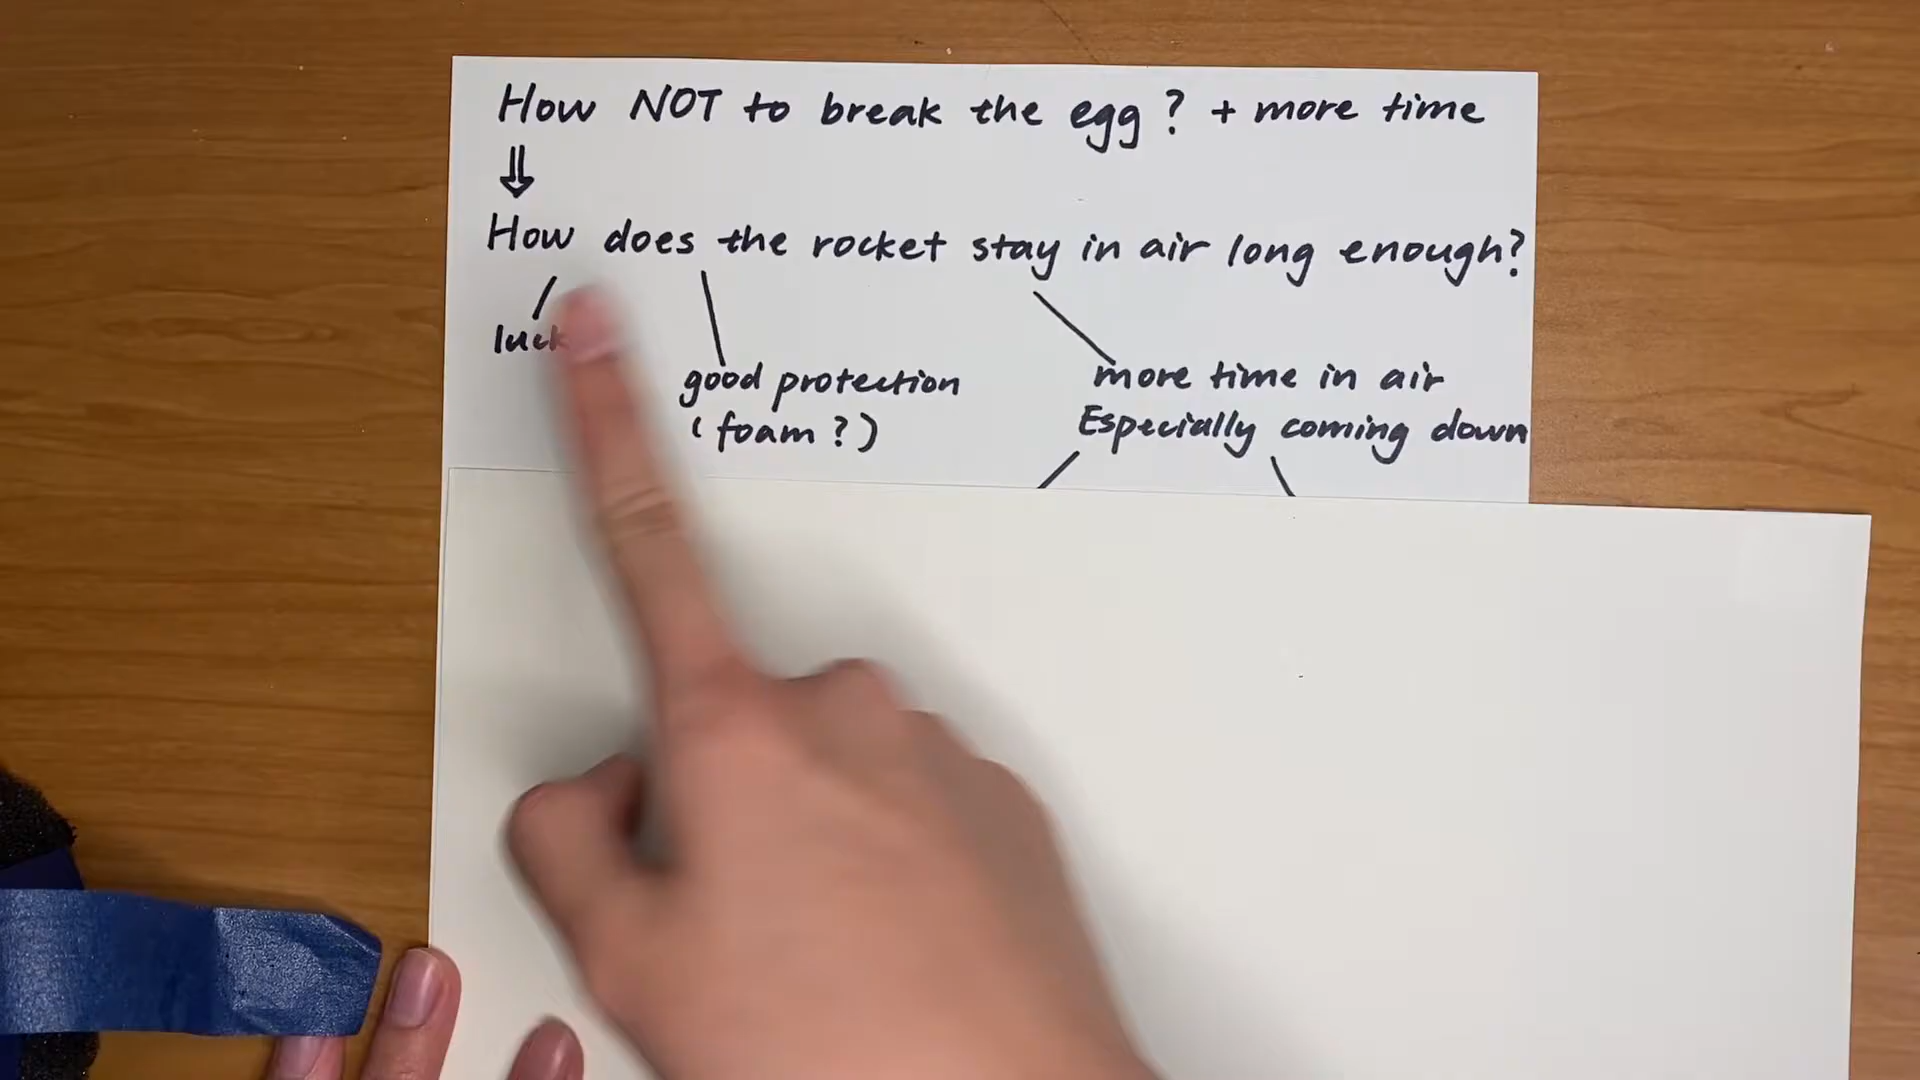 How NOT to break the egg? + more time
⇓
How does the rocket stay in air long enough?
luck
good protection
(foam?)
more time in air
Especially coming down